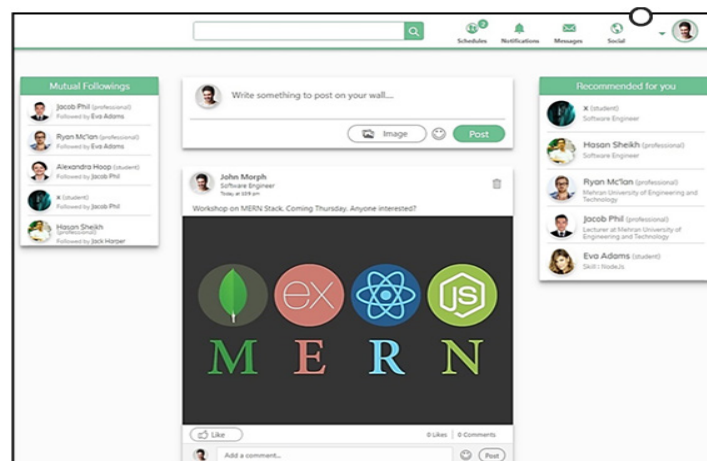 2
Schedules Notifications Messages Social
Mutual Followings
Jacob Phil (professional)
Followed by Eva Adams
Ryan Mc'lan (professional)
Followed by Eva Adams
Alexandra Hoop (student)
Followed by Jacob Phil
x (student)
Followed by Jacob Phil
Hasan Sheikh
(professional)
Followed by Jack Harper
Write something to post on your wall....
Image Post
John Morph
Software Engineer
Today at
Workshop on MERN Stack. Coming Thursday. Anyone interested?
ex JS
M E R N
Like 0 Likes 0 Comments
Add a comment... Post
Recommended for you
x (student)
Software Engineer
Hasan Sheikh (professional)
Software Engineer
Ryan Mc'lan (professional)
Mehran University of Engineering and
Technology
Jacob Phil (professional)
Lecturer at Mehran University of
Engineering and Technology
Eva Adams (student)
Skill : NodeJs